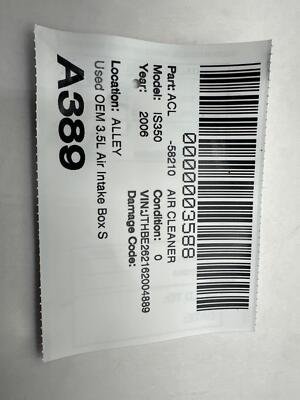 0000003588
Part: ACL -58210 AIR CLEANER
Model: IS350 Condition: 0
Year: 2006 VIN:JTHBE262162004889
Damage Code:
Location: ALLEY
Used OEM 3.5L Air Intake Box S
A389